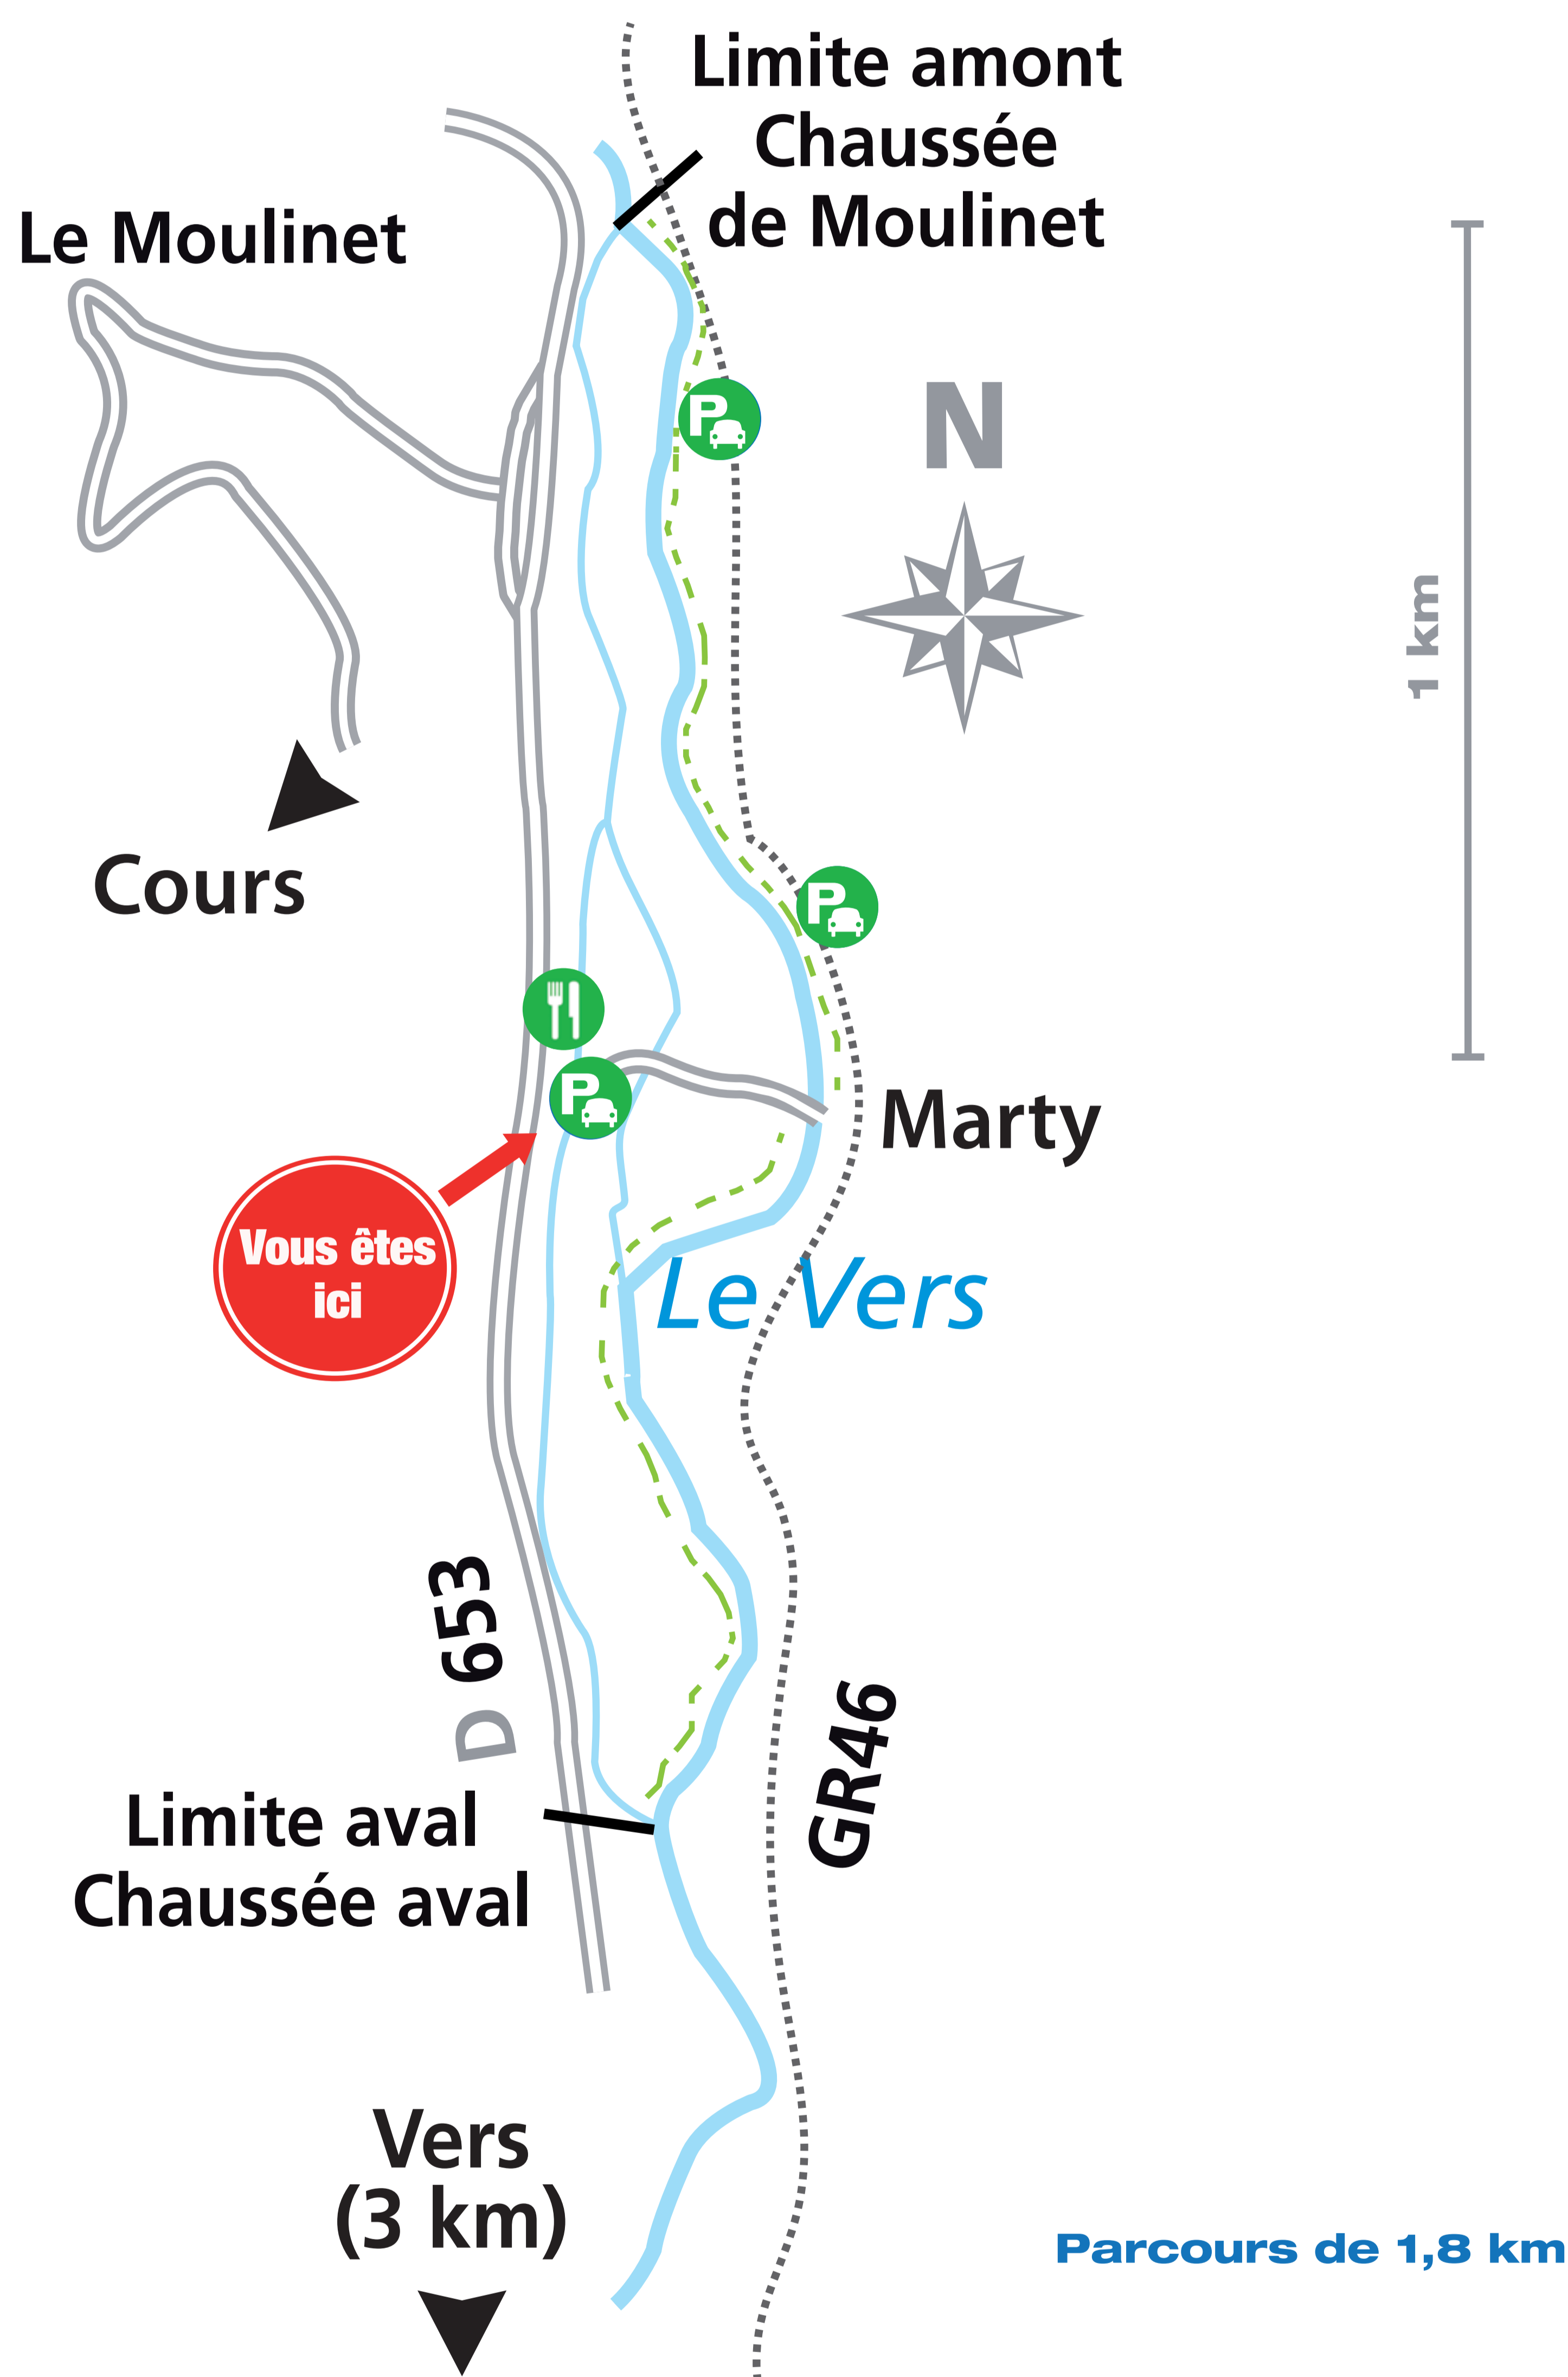 Limite amont
Chaussée
de Moulinet
Le Moulinet
N
P
1 km
Cours
P
P
Marty
Vous êtes
ici
Le Vers
D 653
GR46
Limite aval
Chaussée aval
Vers
(3 km)
Parcours de 1,8 km